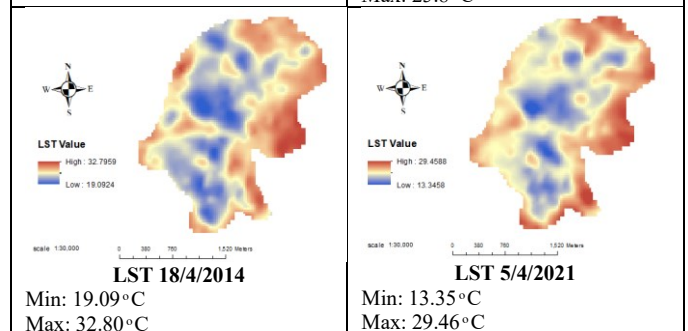 Max: 25.8 °C
N
W E
S
LST Value
High : 32.7959
Low : 19.0924
scale 1:30,000
0 380 760 1,520 Meters
LST 18/4/2014
Min: 19.09°C
Max: 32.80°C
N
W E
S
LST Value
High : 29.4588
Low : 13.3458
scale 1:30,000
0 380 760 1,520 Meters
LST 5/4/2021
Min: 13.35°C
Max: 29.46°C